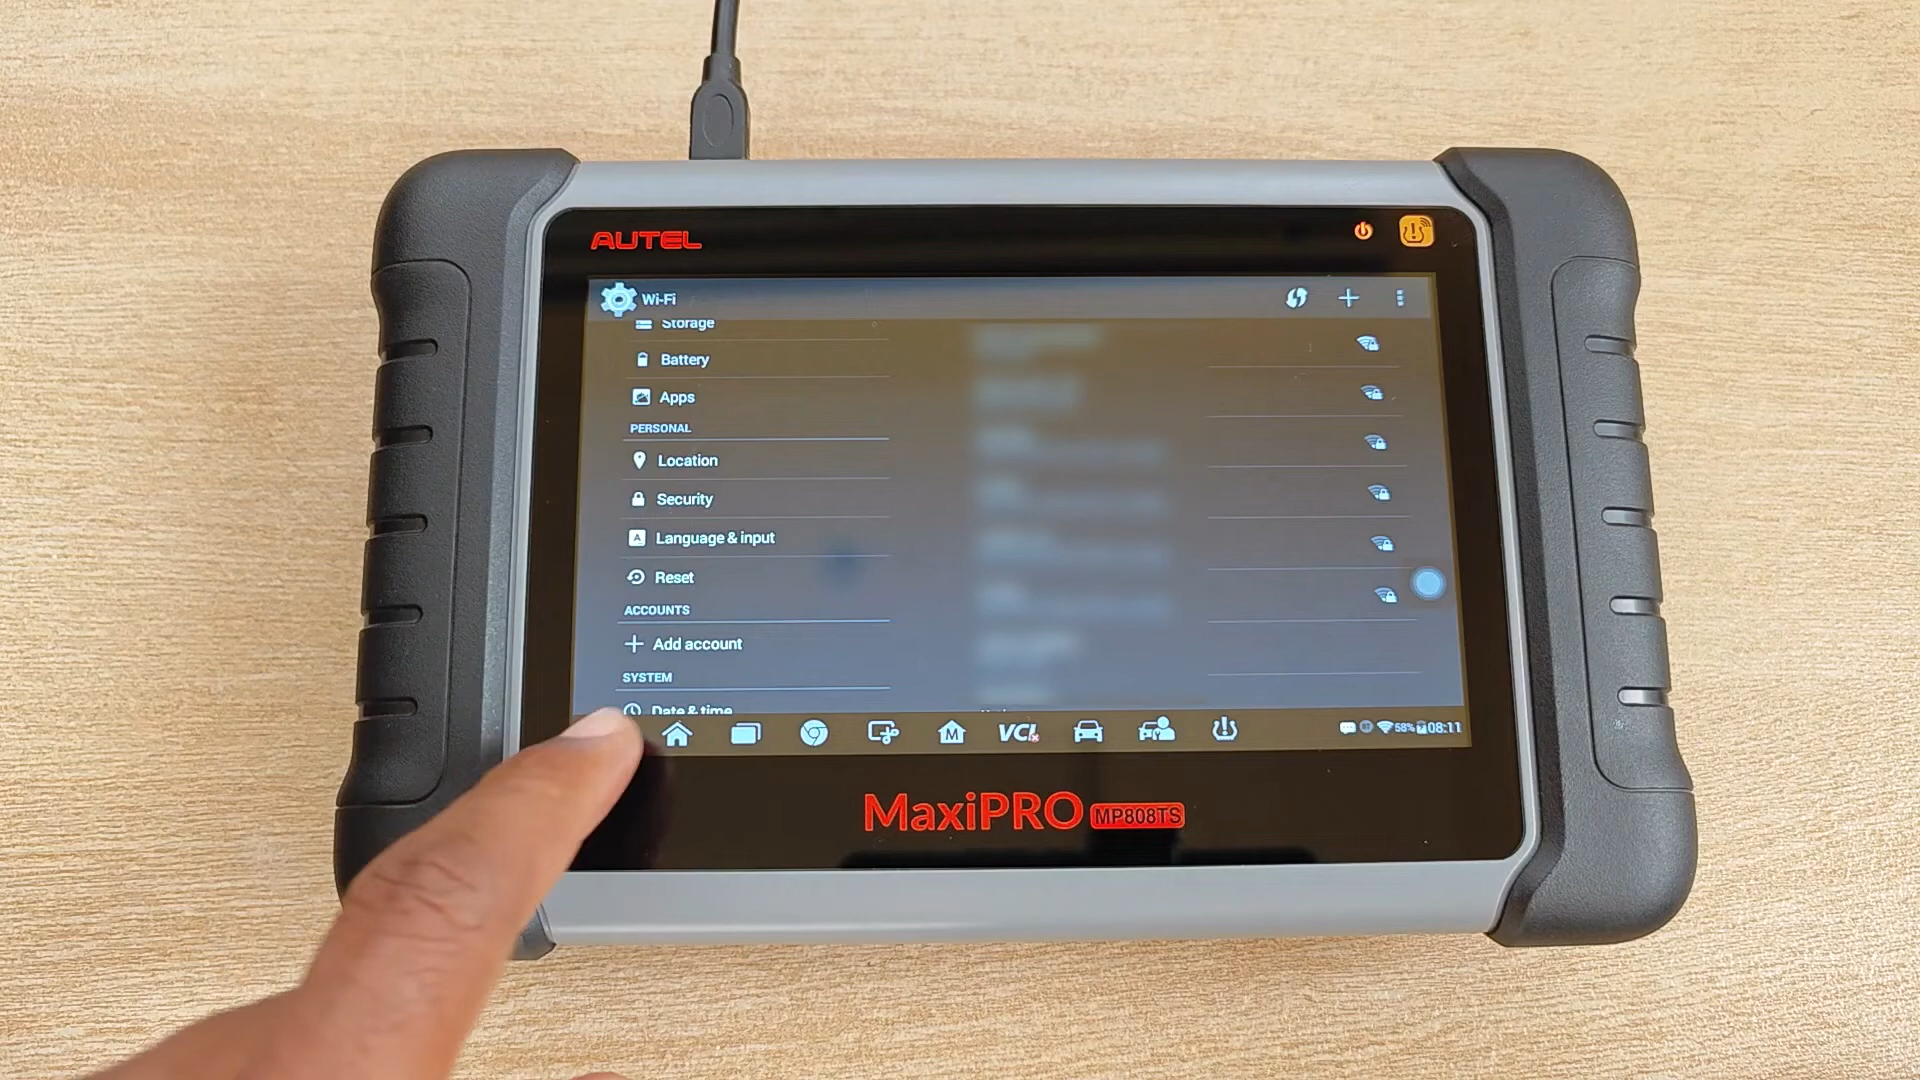 AUTEL
Wi-Fi
Storage
Battery
Apps
PERSONAL
Location
Security
Language & input
Reset
ACCOUNTS
Add account
SYSTEM
Date & time
M
VCI
58%
08:11
MaxiPRO MP808TS